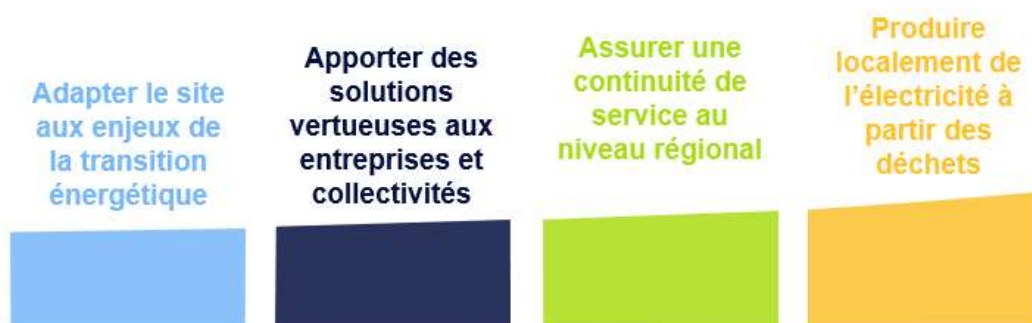 Adapter le site
aux enjeux de
la transition
énergétique
Apporter des
solutions
vertueuses aux
entreprises et
collectivités
Assurer une
continuité de
service au
niveau régional
Produire
localement de
l’électricité à
partir des
déchets